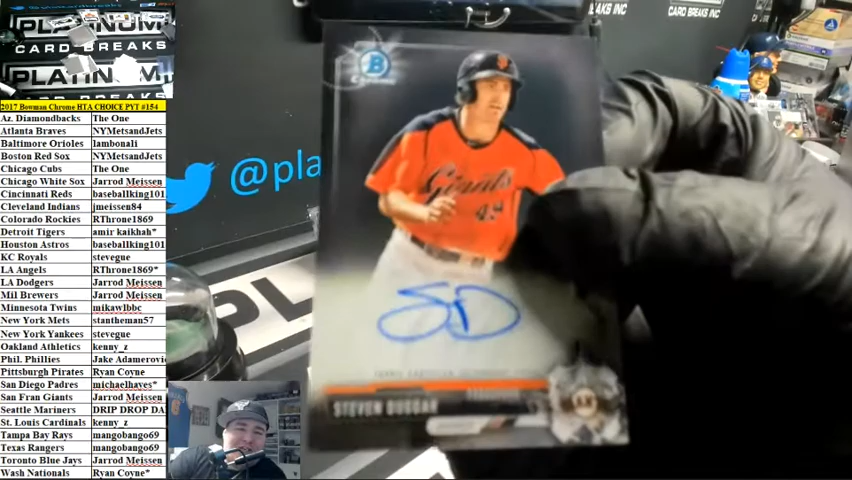 PLATINUM
CARD BREAKS
PLATINUM
CARD BREAKS INC
@pla
2017 Bowman Chrome HTA CHOICE PYT #154
Az. Diamondbacks The One
Atlanta Braves NYMetsandJets
Baltimore Orioles lambonali
Boston Red Sox NYMetsandJets
Chicago Cubs The One
Chicago White Sox Jarrod Meissen
Cincinnati Reds baseballking101
Cleveland Indians jmeissen84
Colorado Rockies RThrone1869
Detroit Tigers amir kaikhah*
Houston Astros baseballking101
KC Royals stevegue
LA Angels RThrone1869*
LA Dodgers Jarrod Meissen
Mil Brewers Jarrod Meissen
Minnesota Twins mikawlbbc
New York Mets stantheman57
New York Yankees stevegue
Oakland Athletics kenny_z
Phil. Phillies Jake Adamerovi
Pittsburgh Pirates Ryan Coyne
San Diego Padres michaelhayes*
San Fran Giants Jarrod Meissen
Seattle Mariners DRIP DROP DA
St. Louis Cardinals kenny_z
Tampa Bay Rays mangobango69
Texas Rangers mangobango69
Toronto Blue Jays Jarrod Meissen
Wash Nationals Ryan Coyne*
B
Giants
SD
STEVEN DUGGAR